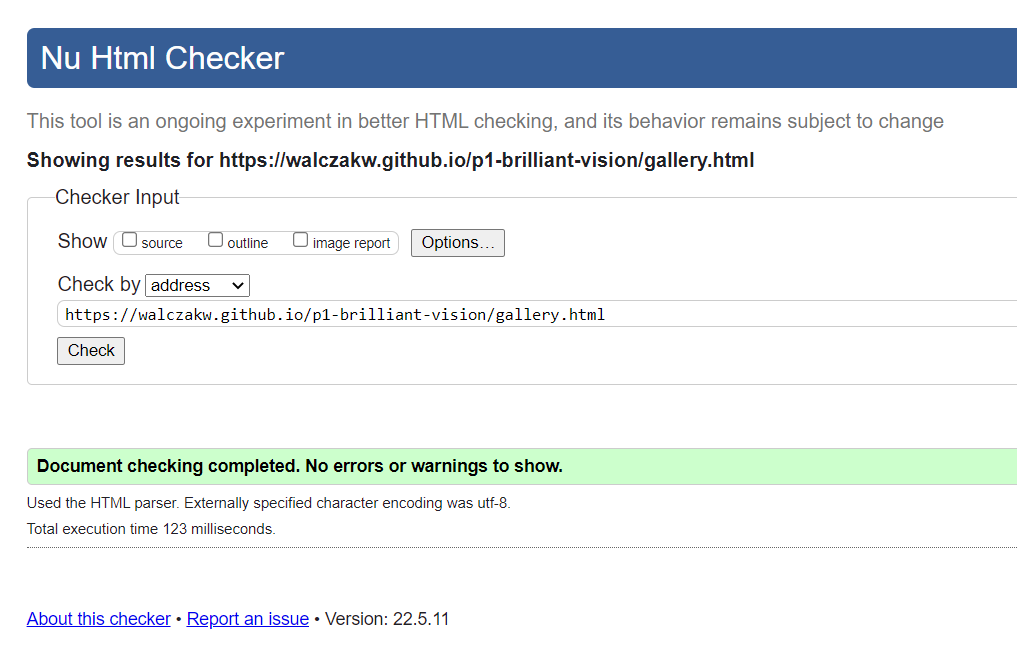 Nu Html Checker
This tool is an ongoing experiment in better HTML checking, and its behavior remains subject to change
Showing results for https://walczakw.github.io/p1-brilliant-vision/gallery.html
Checker Input
Show source outline image report Options…
Check by address
https://walczakw.github.io/p1-brilliant-vision/gallery.html
Check
Document checking completed. No errors or warnings to show.
Used the HTML parser. Externally specified character encoding was utf-8.
Total execution time 123 milliseconds.
About this checker • Report an issue • Version: 22.5.11